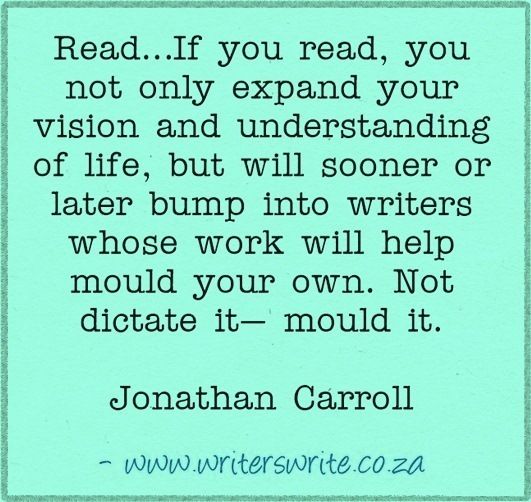 Read...If you read, you
not only expand your
vision and understanding
of life, but will sooner or
later bump into writers
whose work will help
mould your own. Not
dictate it— mould it.
Jonathan Carroll
- www.writerswrite.co.za